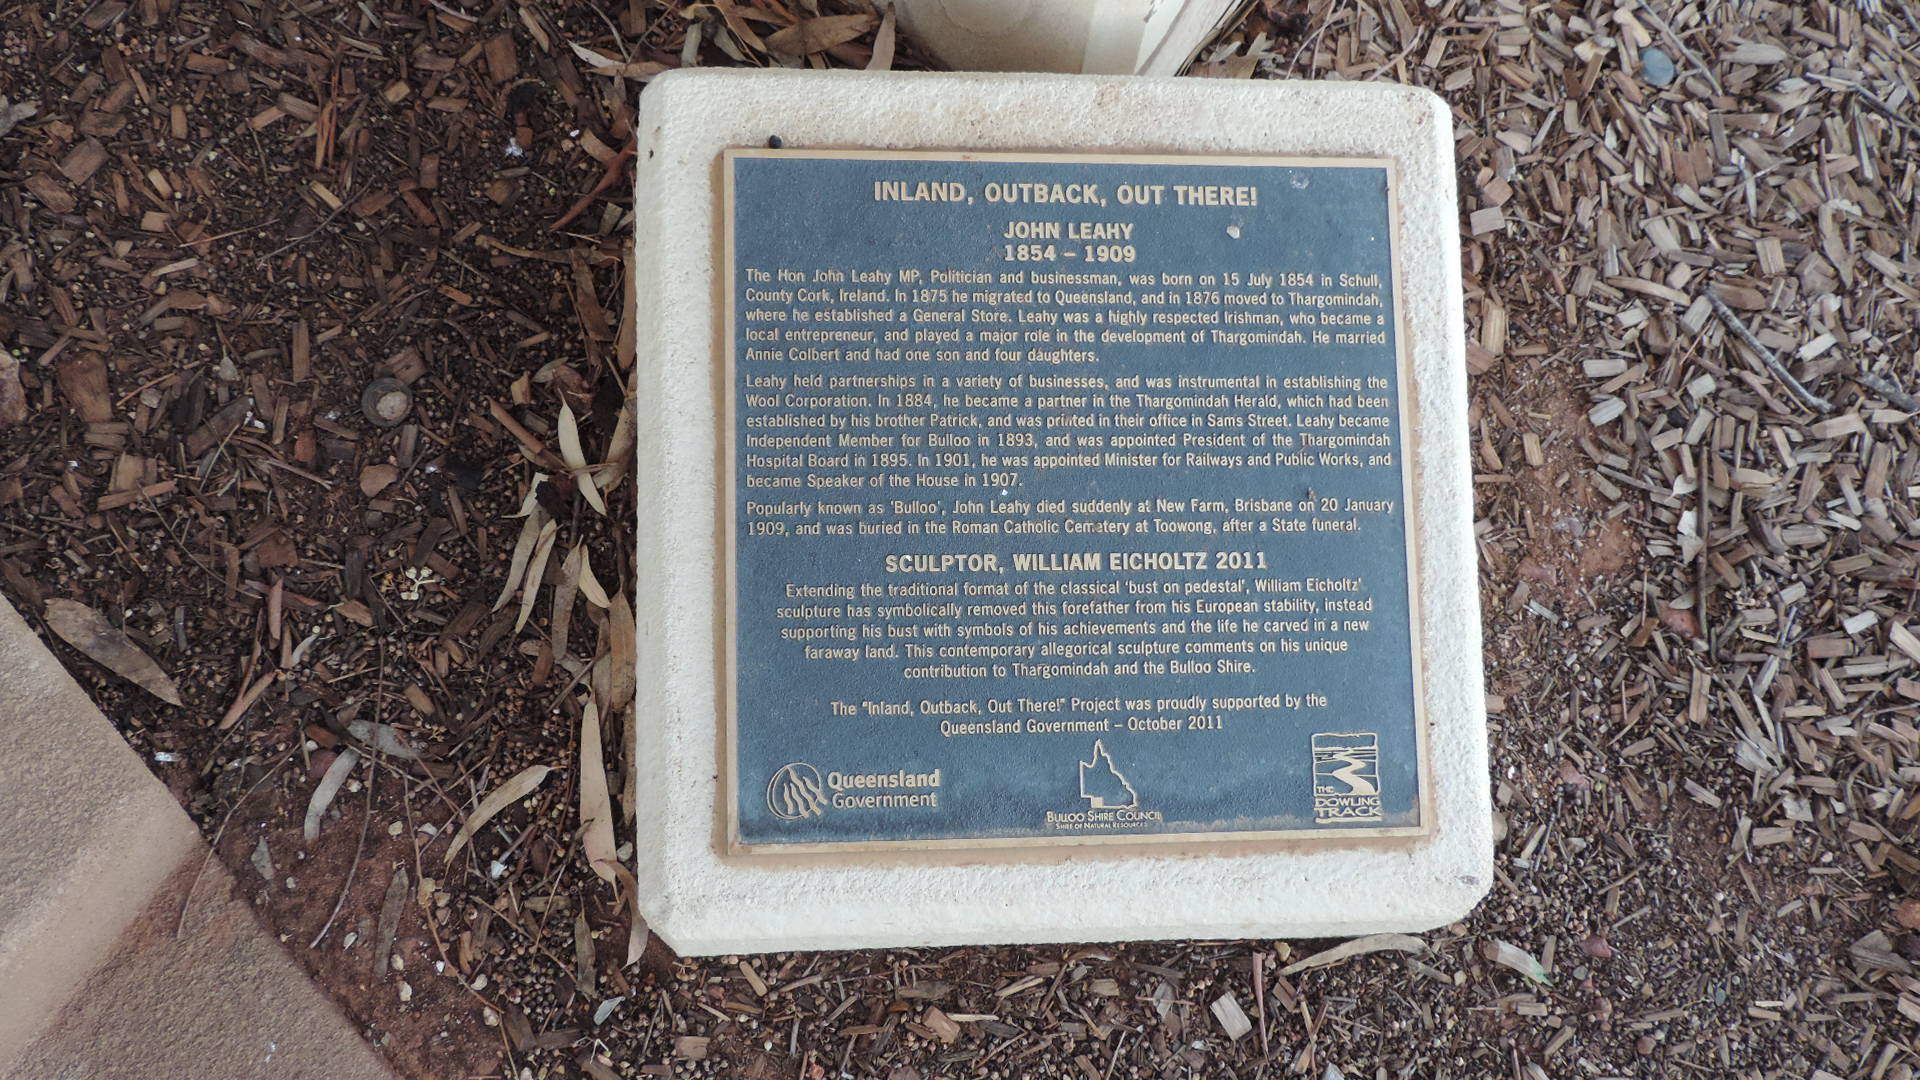 INLAND, OUTBACK, OUT THERE!
JOHN LEAHY
1854 – 1909
The Hon John Leahy MP, Politician and businessman, was born on 15 July 1854 in Schull,
County Cork, Ireland. In 1875 he migrated to Queensland, and in 1876 moved to Thargomindah,
where he established a General Store. Leahy was a highly respected Irishman, who became a
local entrepreneur, and played a major role in the development of Thargomindah. He married
Annie Colbert and had one son and four daughters.
Leahy held partnerships in a variety of businesses, and was instrumental in establishing the
Wool Corporation. In 1884, he became a partner in the Thargomindah Herald, which had been
established by his brother Patrick, and was printed in their office in Sams Street. Leahy became
Independent Member for Bulloo in 1893, and was appointed President of the Thargomindah
Hospital Board in 1895. In 1901, he was appointed Minister for Railways and Public Works, and
became Speaker of the House in 1907.
Popularly known as 'Bulloo', John Leahy died suddenly at New Farm, Brisbane on 20 January
1909, and was buried in the Roman Catholic Cemetery at Toowong, after a State funeral.
SCULPTOR, WILLIAM EICHOLTZ 2011
Extending the traditional format of the classical 'bust on pedestal', William Eicholtz'
sculpture has symbolically removed this forefather from his European stability, instead
supporting his bust with symbols of his achievements and the life he carved in a new
faraway land. This contemporary allegorical sculpture comments on his unique
contribution to Thargomindah and the Bulloo Shire.
The "Inland, Outback, Out There!" Project was proudly supported by the
Queensland Government – October 2011
Queensland
Government
BULLOO SHIRE COUNCIL
SHIRE OF NATURAL RESOURCES
THE
DOWLING
TRACK